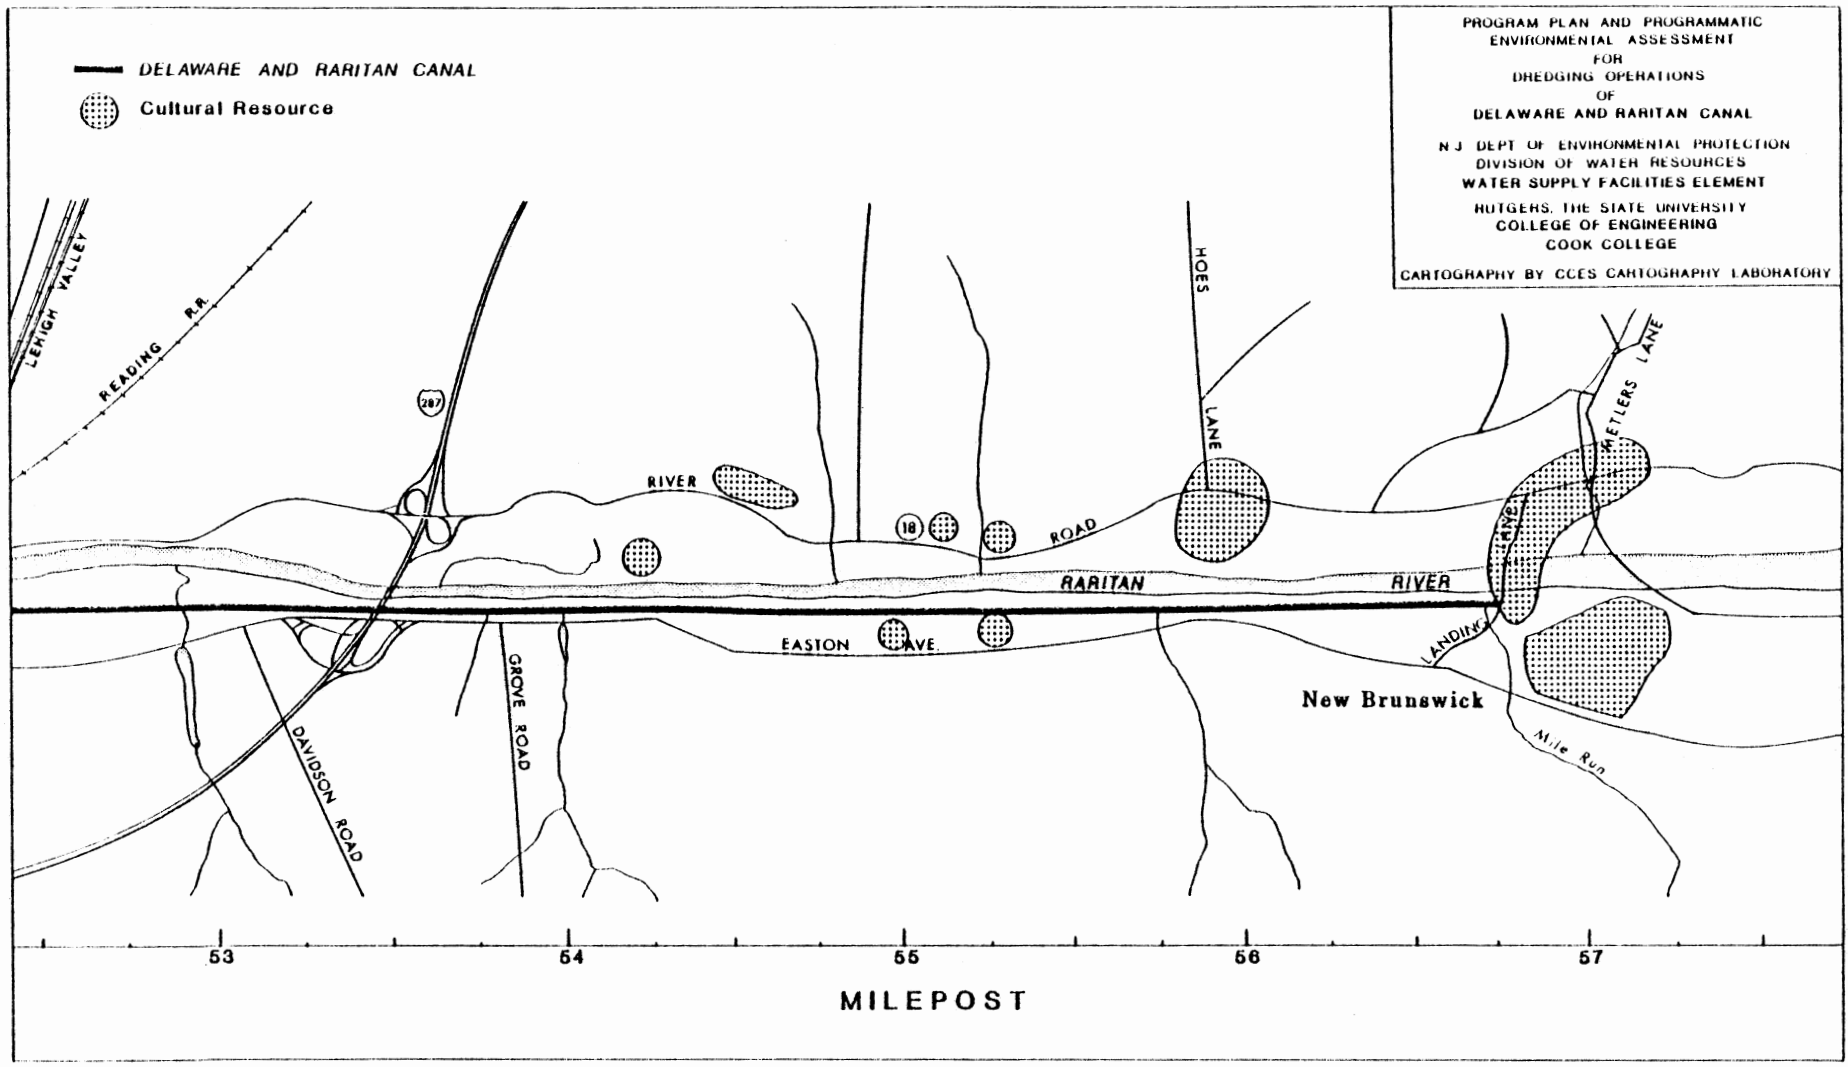 DELAWARE AND RARITAN CANAL
Cultural Resource
PROGRAM PLAN AND PROGRAMMATIC
ENVIRONMENTAL ASSESSMENT
FOR
DREDGING OPERATIONS
OF
DELAWARE AND RARITAN CANAL
N J DEPT OF ENVIRONMENTAL PROTECTION
DIVISION OF WATER RESOURCES
WATER SUPPLY FACILITIES ELEMENT
RUTGERS, THE STATE UNIVERSITY
COLLEGE OF ENGINEERING
COOK COLLEGE
CARTOGRAPHY BY CCES CARTOGRAPHY LABORATORY
LEHIGH VALLEY
READING R.R.
287
HOES LANE
METLERS LANE
RIVER ROAD
18
RARITAN RIVER
EASTON AVE.
LANDING LANE
GROVE ROAD
DAVIDSON ROAD
New Brunswick
Mile Run
53 54 55 56 57
MILEPOST